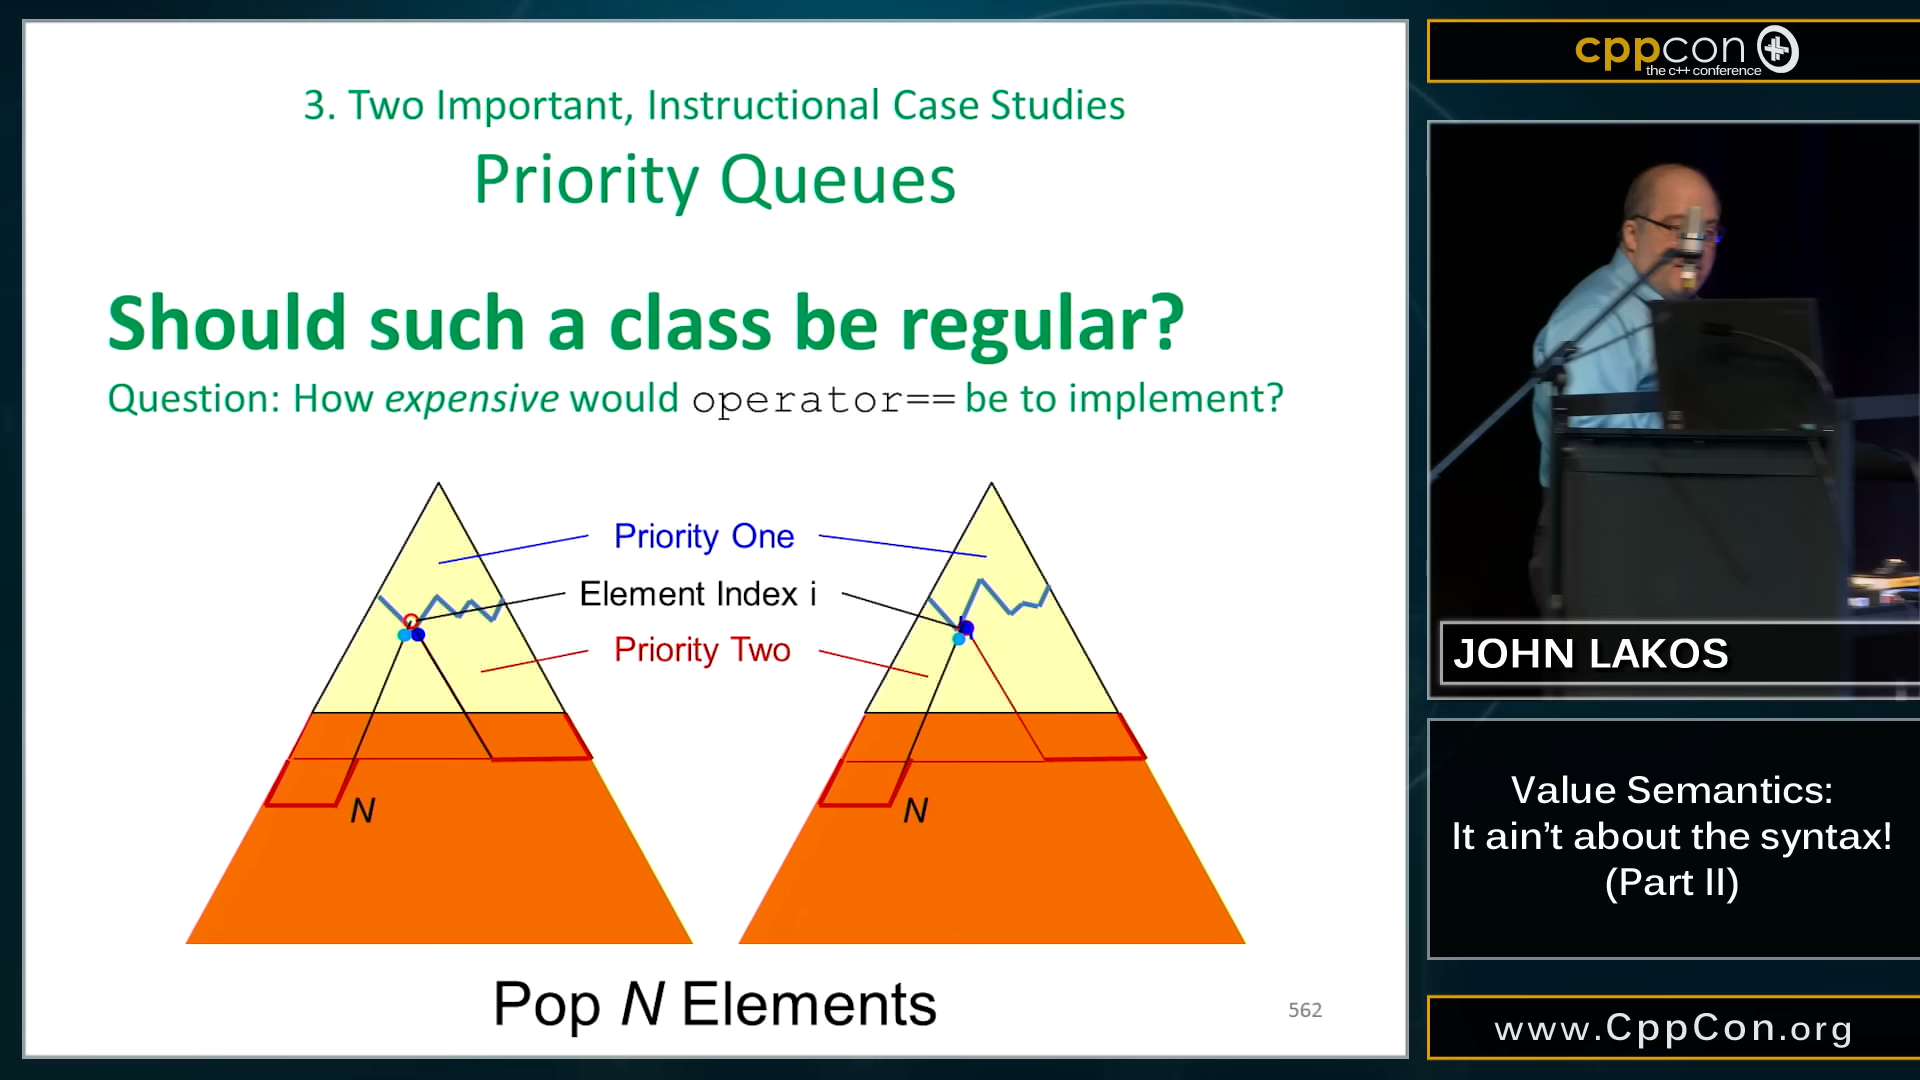 3. Two Important, Instructional Case Studies
Priority Queues
Should such a class be regular?
Question: How expensive would operator== be to implement?
Priority One
Element Index i
Priority Two
N
N
Pop N Elements
562
cppcon
the c++ conference
JOHN LAKOS
Value Semantics:
It ain’t about the syntax!
(Part II)
www.CppCon.org